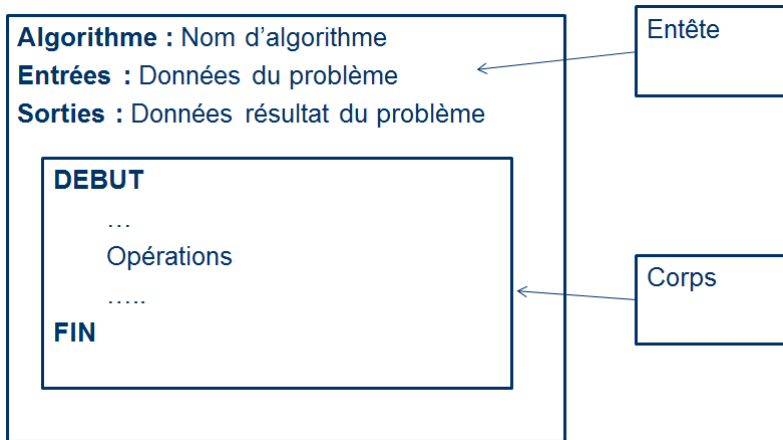 Algorithme : Nom d'algorithme
Entrées : Données du problème
Sorties : Données résultat du problème
DEBUT
…
Opérations
…..
FIN
Entête
Corps